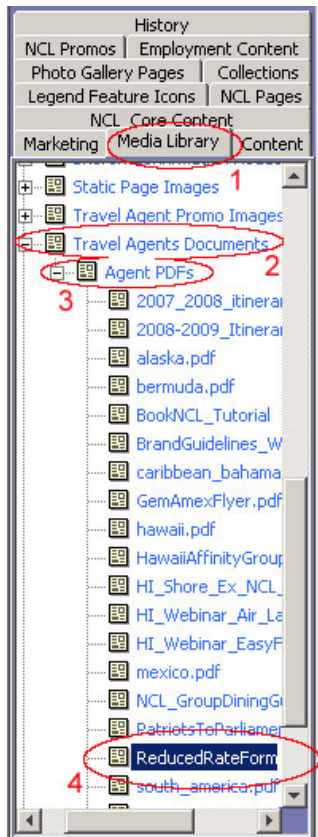 History
NCL Promos Employment Content
Photo Gallery Pages Collections
Legend Feature Icons NCL Pages
NCL Core Content
Marketing Media Library Content
1
Static Page Images
Travel Agent Promo Images
Travel Agents Documents
2
Agent PDFs
3
2007_2008_itinerar
2008-2009_Itinerar
alaska.pdf
bermuda.pdf
BookNCL_Tutorial
BrandGuidelines_W
caribbean_bahama
GemAmexFlyer.pdf
hawaii.pdf
HawaiiAffinityGroup
HI_Shore_Ex_NCL_
HI_Webinar_Air_La
HI_Webinar_EasyF
mexico.pdf
NCL_GroupDiningGu
PatriotsToParliamen
ReducedRateForm
4
south_america.pdf